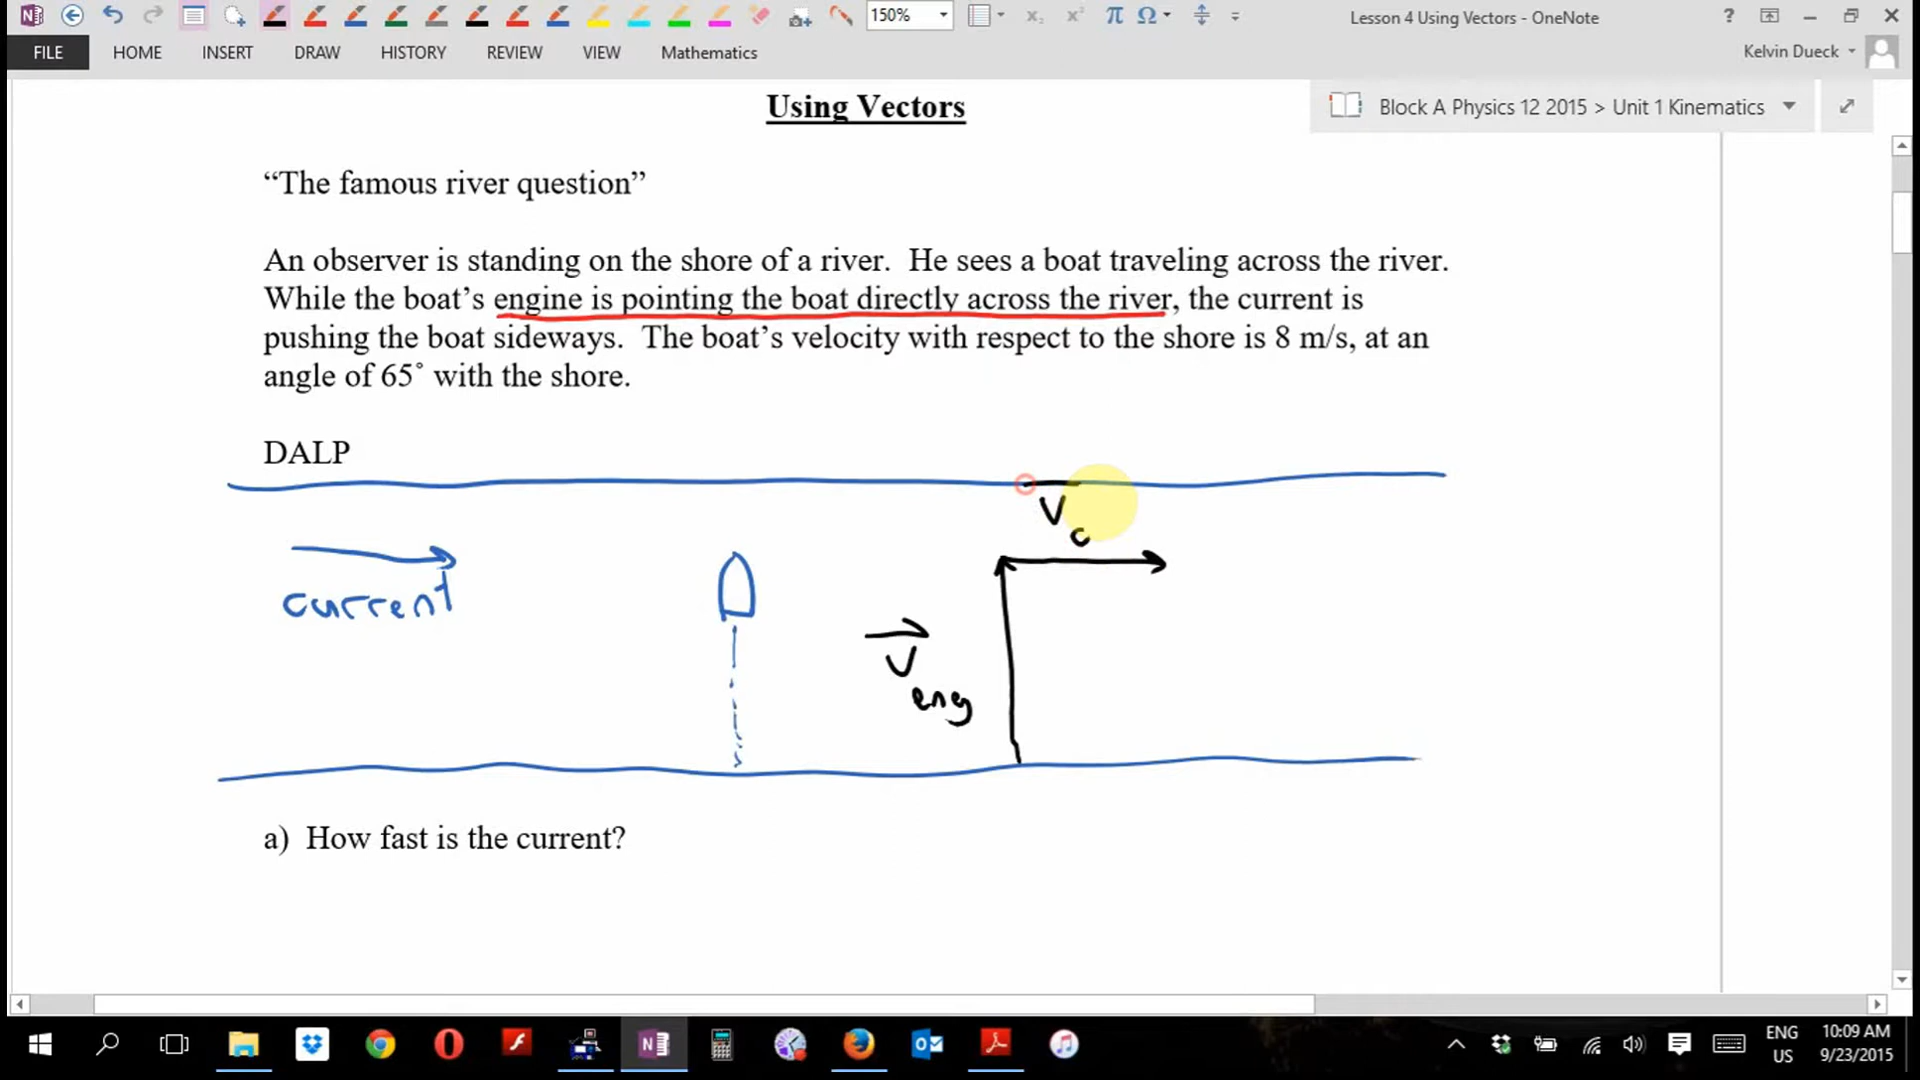 150%
Lesson 4 Using Vectors - OneNote
FILE HOME INSERT DRAW HISTORY REVIEW VIEW Mathematics
Kelvin Dueck
Block A Physics 12 2015 > Unit 1 Kinematics
Using Vectors
“The famous river question”
An observer is standing on the shore of a river. He sees a boat traveling across the river.
While the boat’s engine is pointing the boat directly across the river, the current is
pushing the boat sideways. The boat’s velocity with respect to the shore is 8 m/s, at an
angle of 65˚ with the shore.
DALP
V c
current
V eng
a) How fast is the current?
ENG
US
10:09 AM
9/23/2015